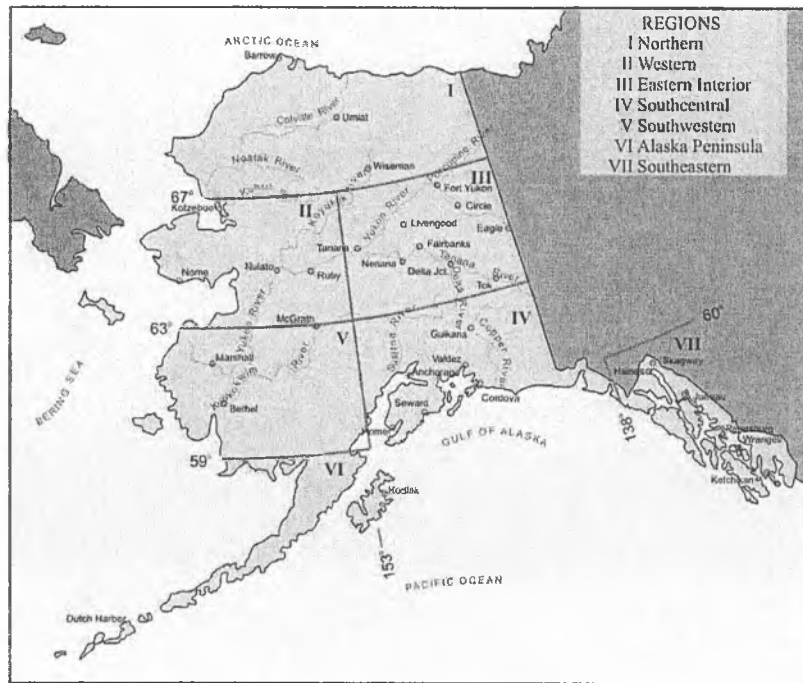 REGIONS
I Northern
II Western
III Eastern Interior
IV Southcentral
V Southwestern
VI Alaska Peninsula
VII Southeastern
ARCTIC OCEAN
Barrow
I
Colville River
Umiat
Noatak River
Wiseman
Porcupine River
67°
Kotzebue
II
Koyukuk River
III
Fort Yukon
Yukon River
Circle
Livengood
Eagle
Tanana
Fairbanks
Nenana
Tanana River
Delta Jct.
Delta River
Tok
Nome
Nulato
Ruby
Yukon River
McGrath
63°
V
IV
Susitna River
Gulkana
Copper River
Marshall
Kuskokwim River
Bethel
Valdez
Anchorage
Cordova
Seward
Homer
BERING SEA
GULF OF ALASKA
60°
VII
Skagway
Haines
Juneau
138°
Petersburg
Wrangell
Ketchikan
59°
VI
Kodiak
153°
PACIFIC OCEAN
Dutch Harbor